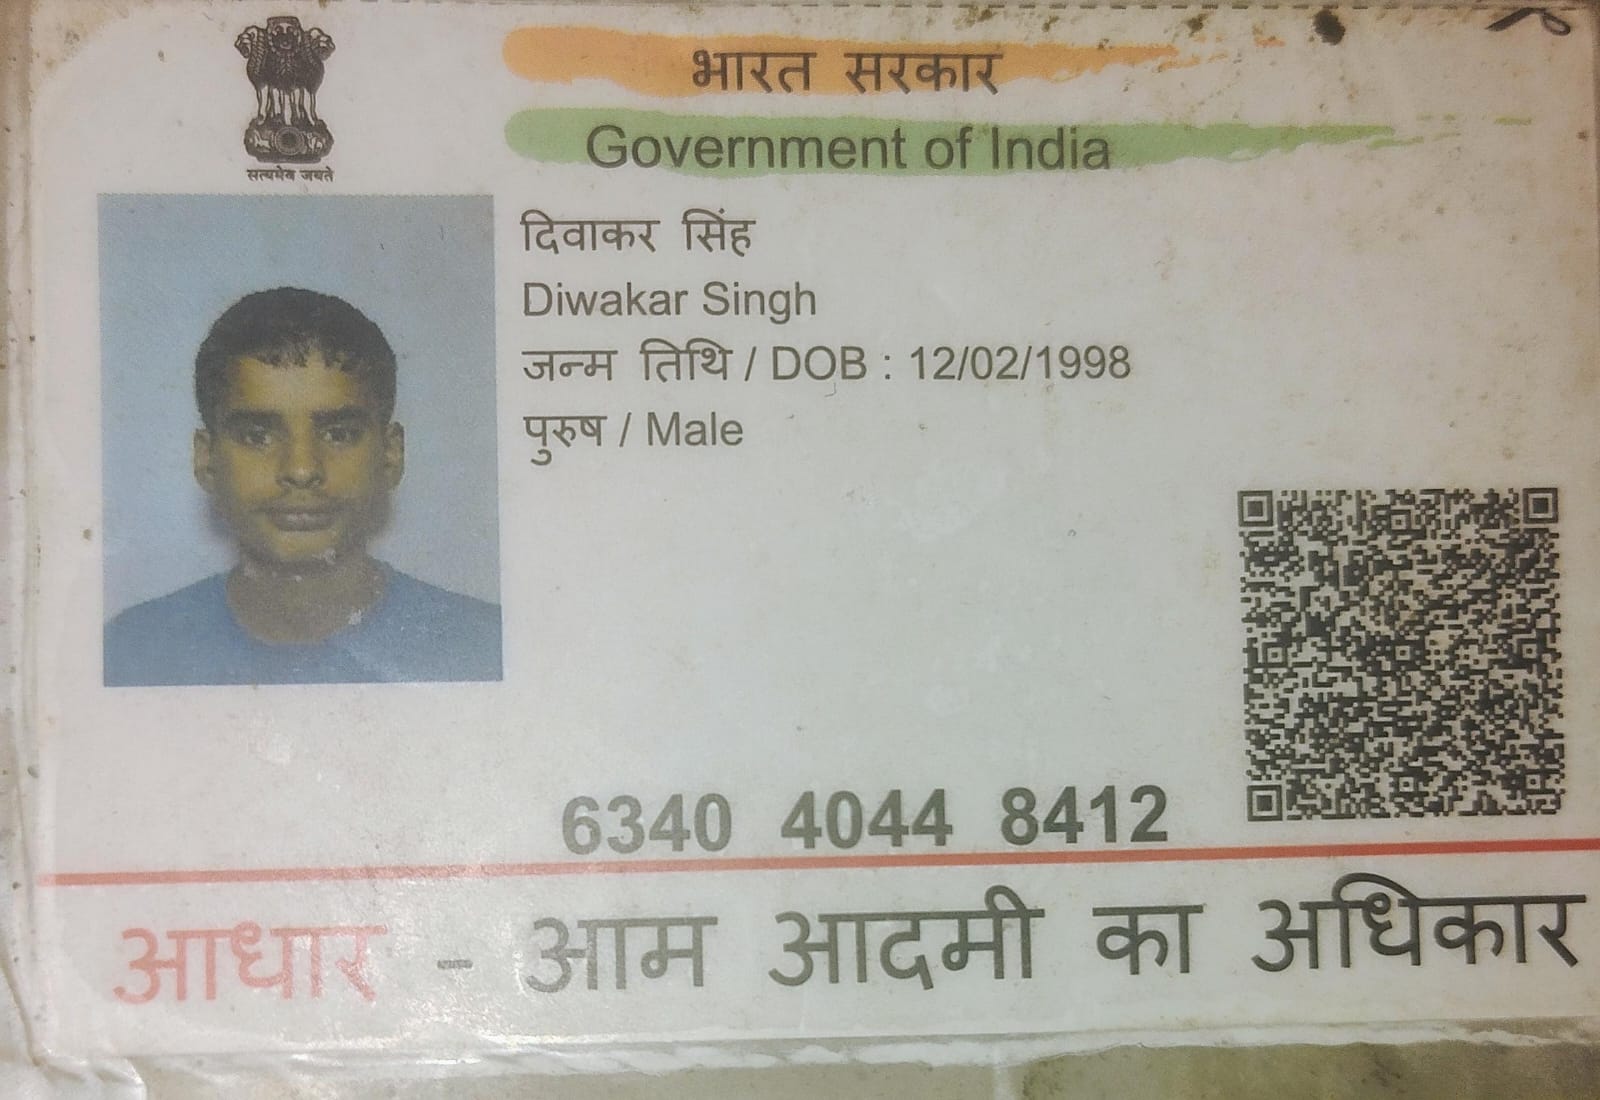 सत्यमेव जयते
भारत सरकार
Government of India
दिवाकर सिंह
Diwakar Singh
जन्म तिथि / DOB : 12/02/1998
पुरुष / Male
6340 4044 8412
आधार - आम आदमी का अधिकार